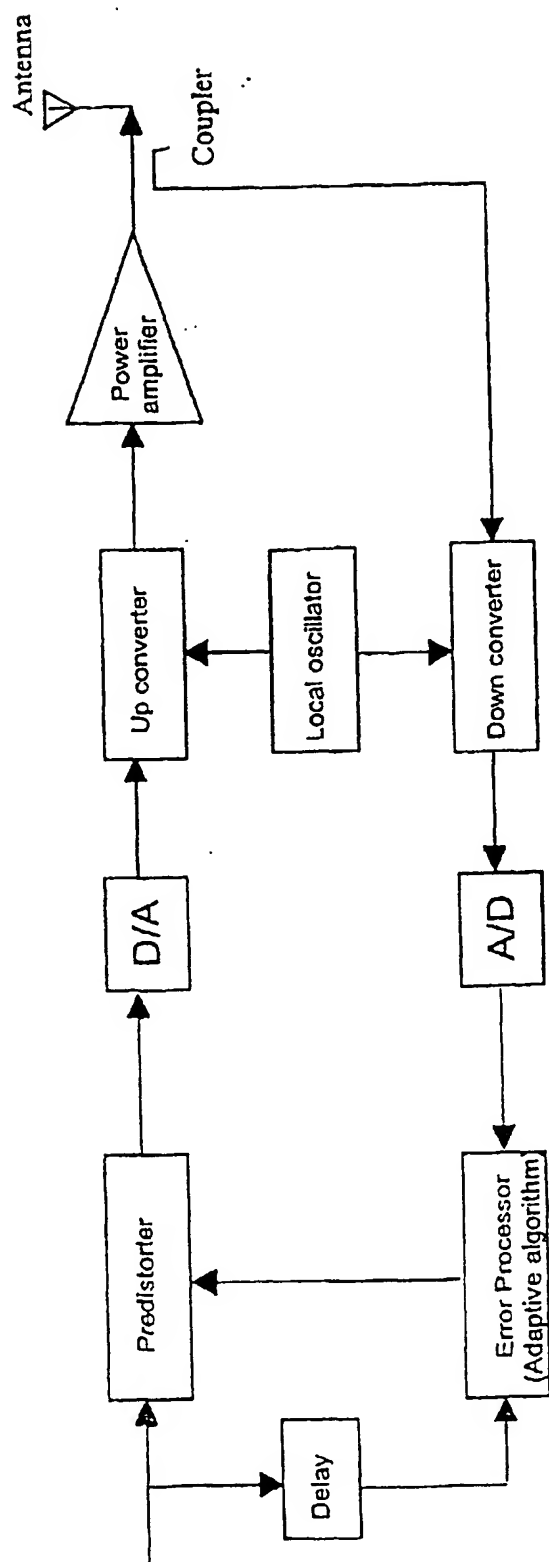 Antenna
Coupler
Power
amplifier
Up converter
Local oscillator
Down converter
D/A
A/D
Predistorter
Error Processor
(Adaptive algorithm)
Delay